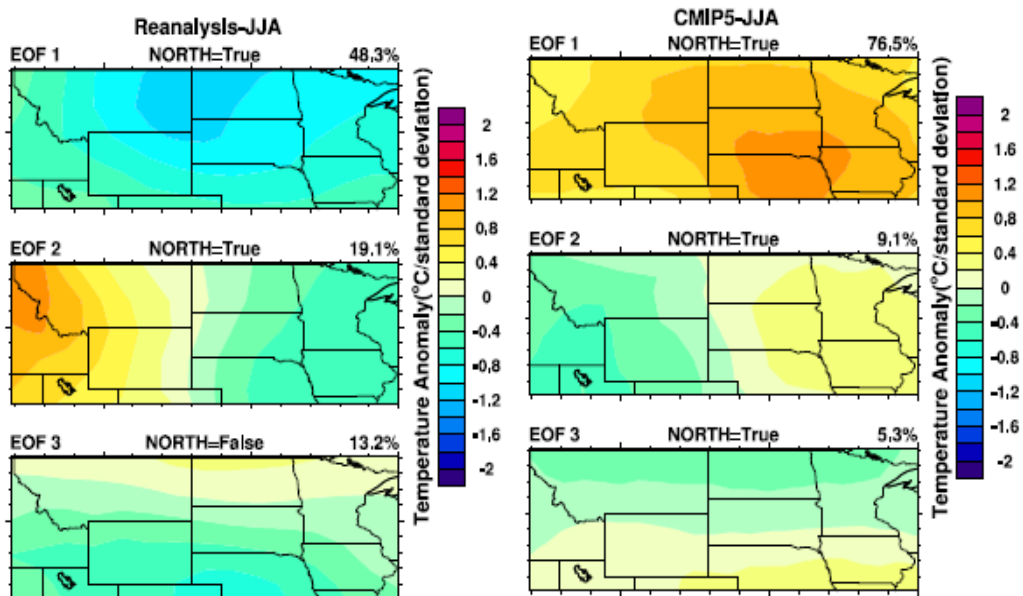 Reanalysis-JJA
EOF 1 NORTH=True 48.3%
EOF 2 NORTH=True 19.1%
EOF 3 NORTH=False 13.2%
2
1.6
1.2
0.8
0.4
0
-0.4
-0.8
-1.2
-1.6
-2
Temperature Anomaly(°C/standard deviation)
CMIP5-JJA
EOF 1 NORTH=True 76.5%
EOF 2 NORTH=True 9.1%
EOF 3 NORTH=True 5.3%
2
1.6
1.2
0.8
0.4
0
-0.4
-0.8
-1.2
-1.6
-2
Temperature Anomaly(°C/standard deviation)